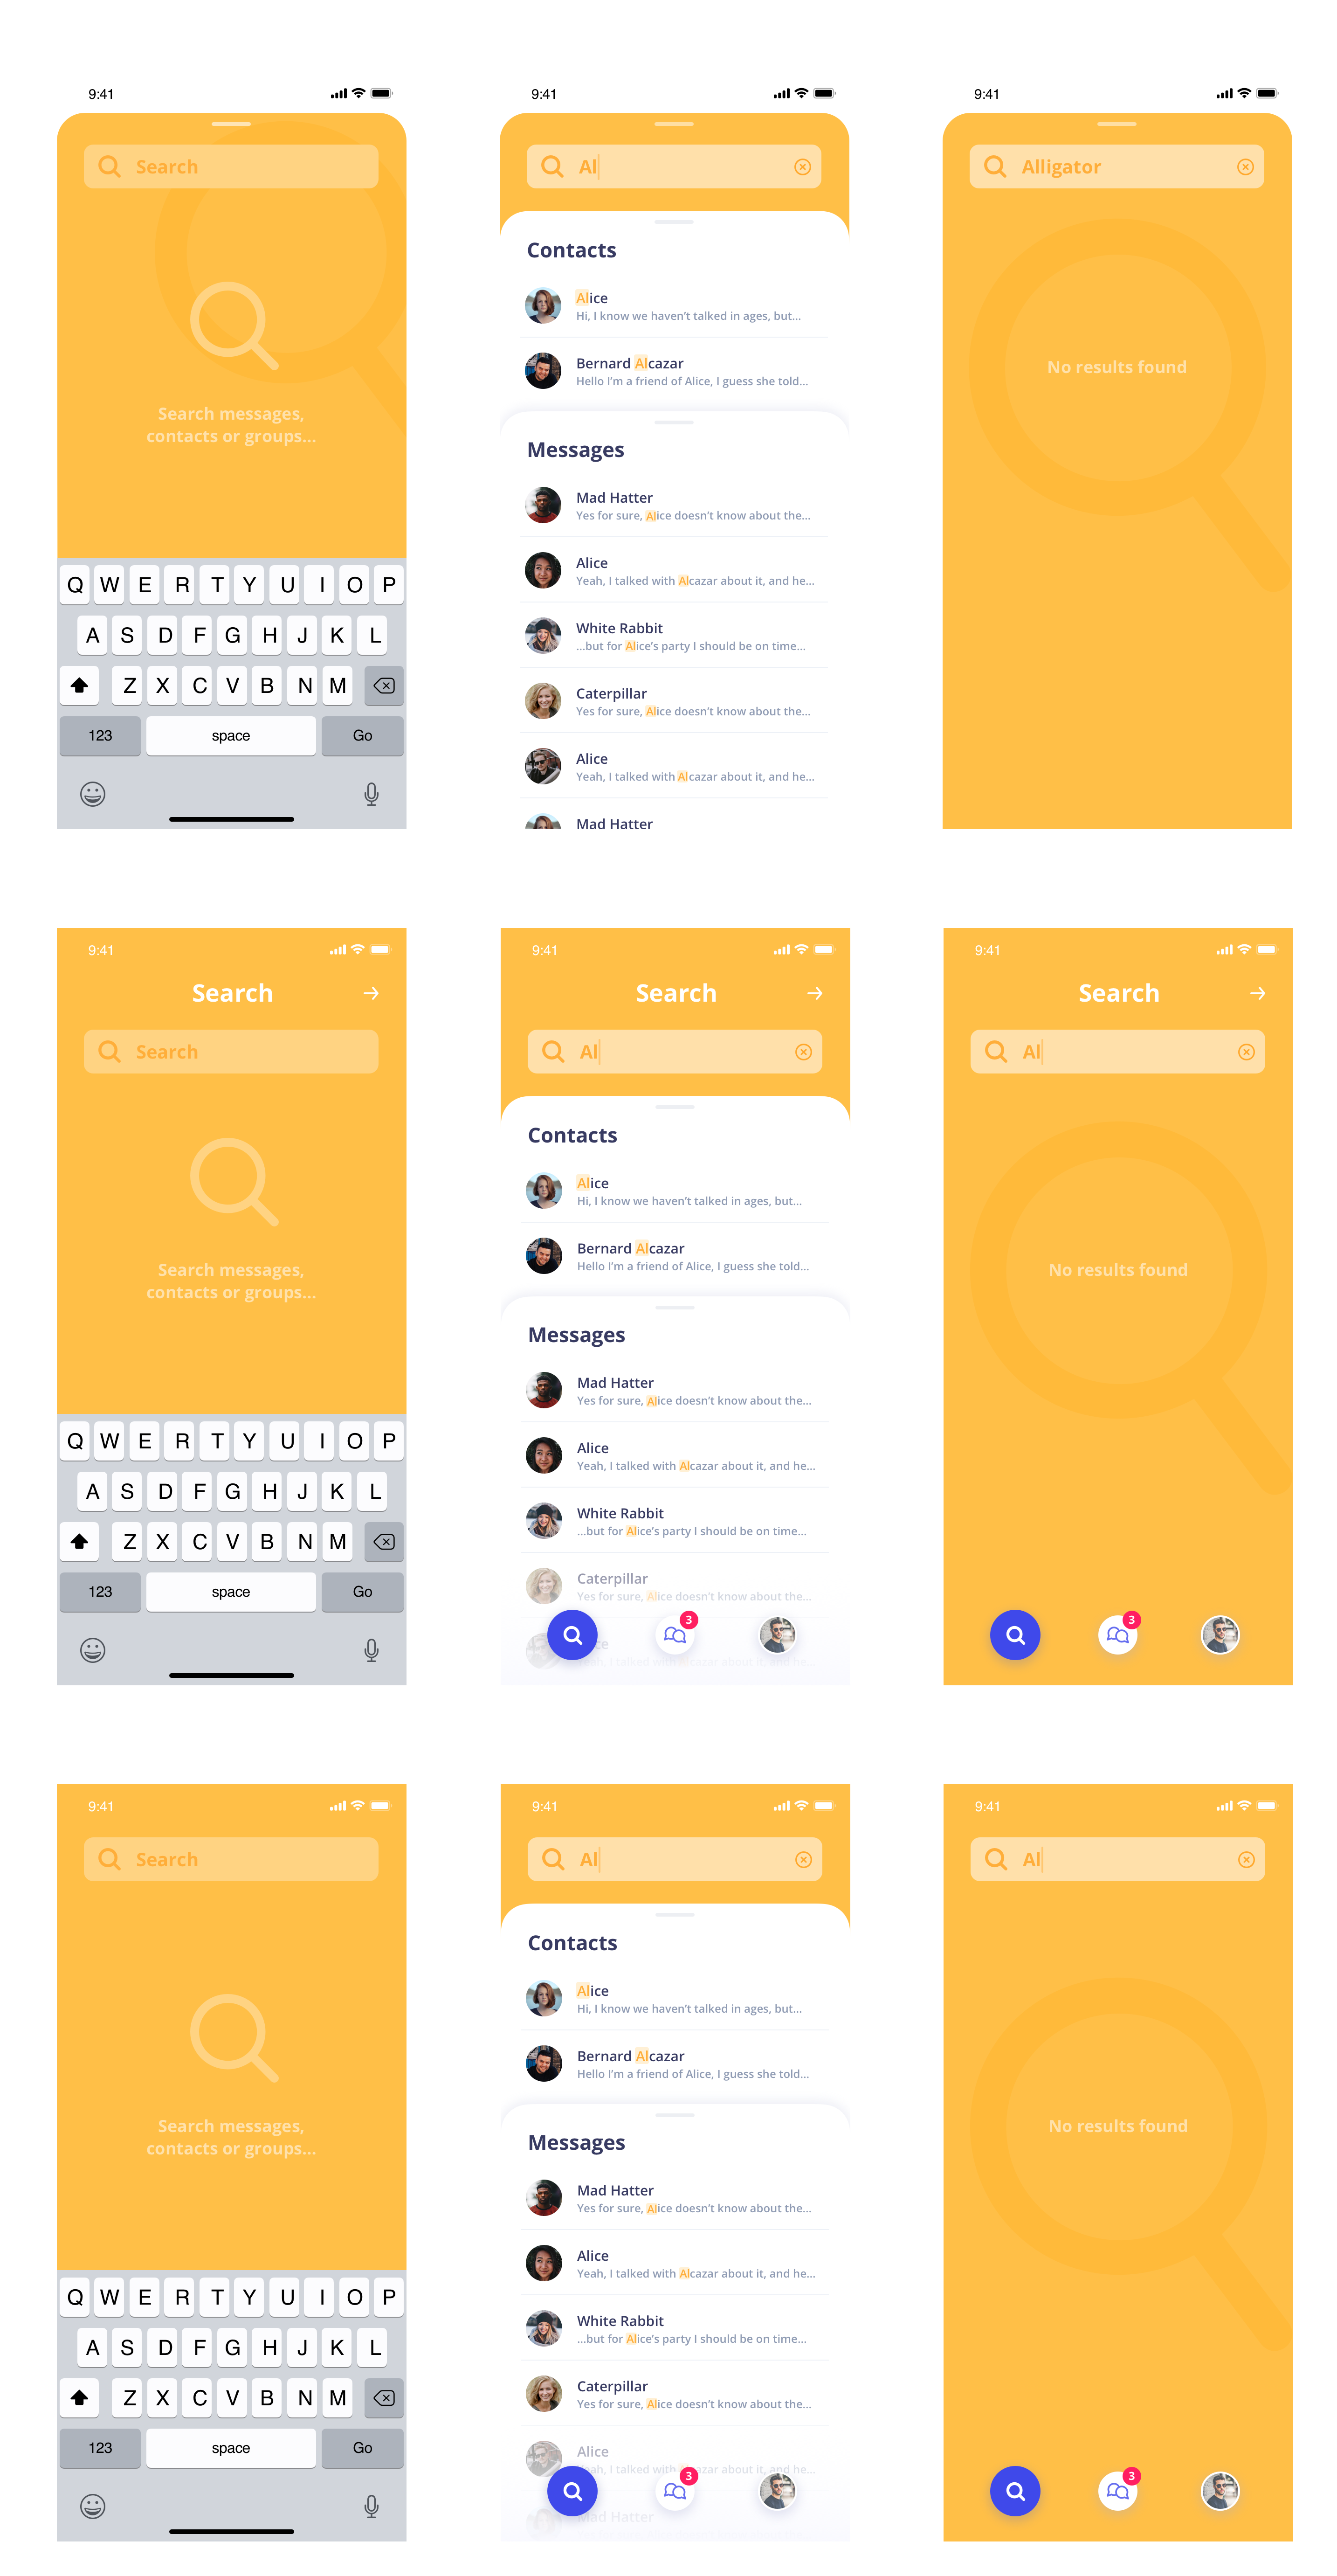 9:41
Search
Search messages,
contacts or groups...
Q W E R T Y U I O P
A S D F G H J K L
Z X C V B N M
123 space Go
9:41
Al
Contacts
Alice
Hi, I know we haven't talked in ages, but...
Bernard Alcazar
Hello I'm a friend of Alice, I guess she told...
Messages
Mad Hatter
Yes for sure, Alice doesn't know about the...
Alice
Yeah, I talked with Alcazar about it, and he...
White Rabbit
...but for Alice's party I should be on time...
Caterpillar
Yes for sure, Alice doesn't know about the...
Alice
Yeah, I talked with Alcazar about it, and he...
Mad Hatter
9:41
Alligator
No results found
9:41
Search
Search
Search messages,
contacts or groups...
Q W E R T Y U I O P
A S D F G H J K L
Z X C V B N M
123 space Go
9:41
Search
Al
Contacts
Alice
Hi, I know we haven't talked in ages, but...
Bernard Alcazar
Hello I'm a friend of Alice, I guess she told...
Messages
Mad Hatter
Yes for sure, Alice doesn't know about the...
Alice
Yeah, I talked with Alcazar about it, and he...
White Rabbit
...but for Alice's party I should be on time...
Caterpillar
Yes for sure, Alice doesn't know about the...
3
9:41
Search
Al
No results found
3
9:41
Search
Search messages,
contacts or groups...
Q W E R T Y U I O P
A S D F G H J K L
Z X C V B N M
123 space Go
9:41
Al
Contacts
Alice
Hi, I know we haven't talked in ages, but...
Bernard Alcazar
Hello I'm a friend of Alice, I guess she told...
Messages
Mad Hatter
Yes for sure, Alice doesn't know about the...
Alice
Yeah, I talked with Alcazar about it, and he...
White Rabbit
...but for Alice's party I should be on time...
Caterpillar
Yes for sure, Alice doesn't know about the...
Alice
3
Mad Hatter
9:41
Al
No results found
3